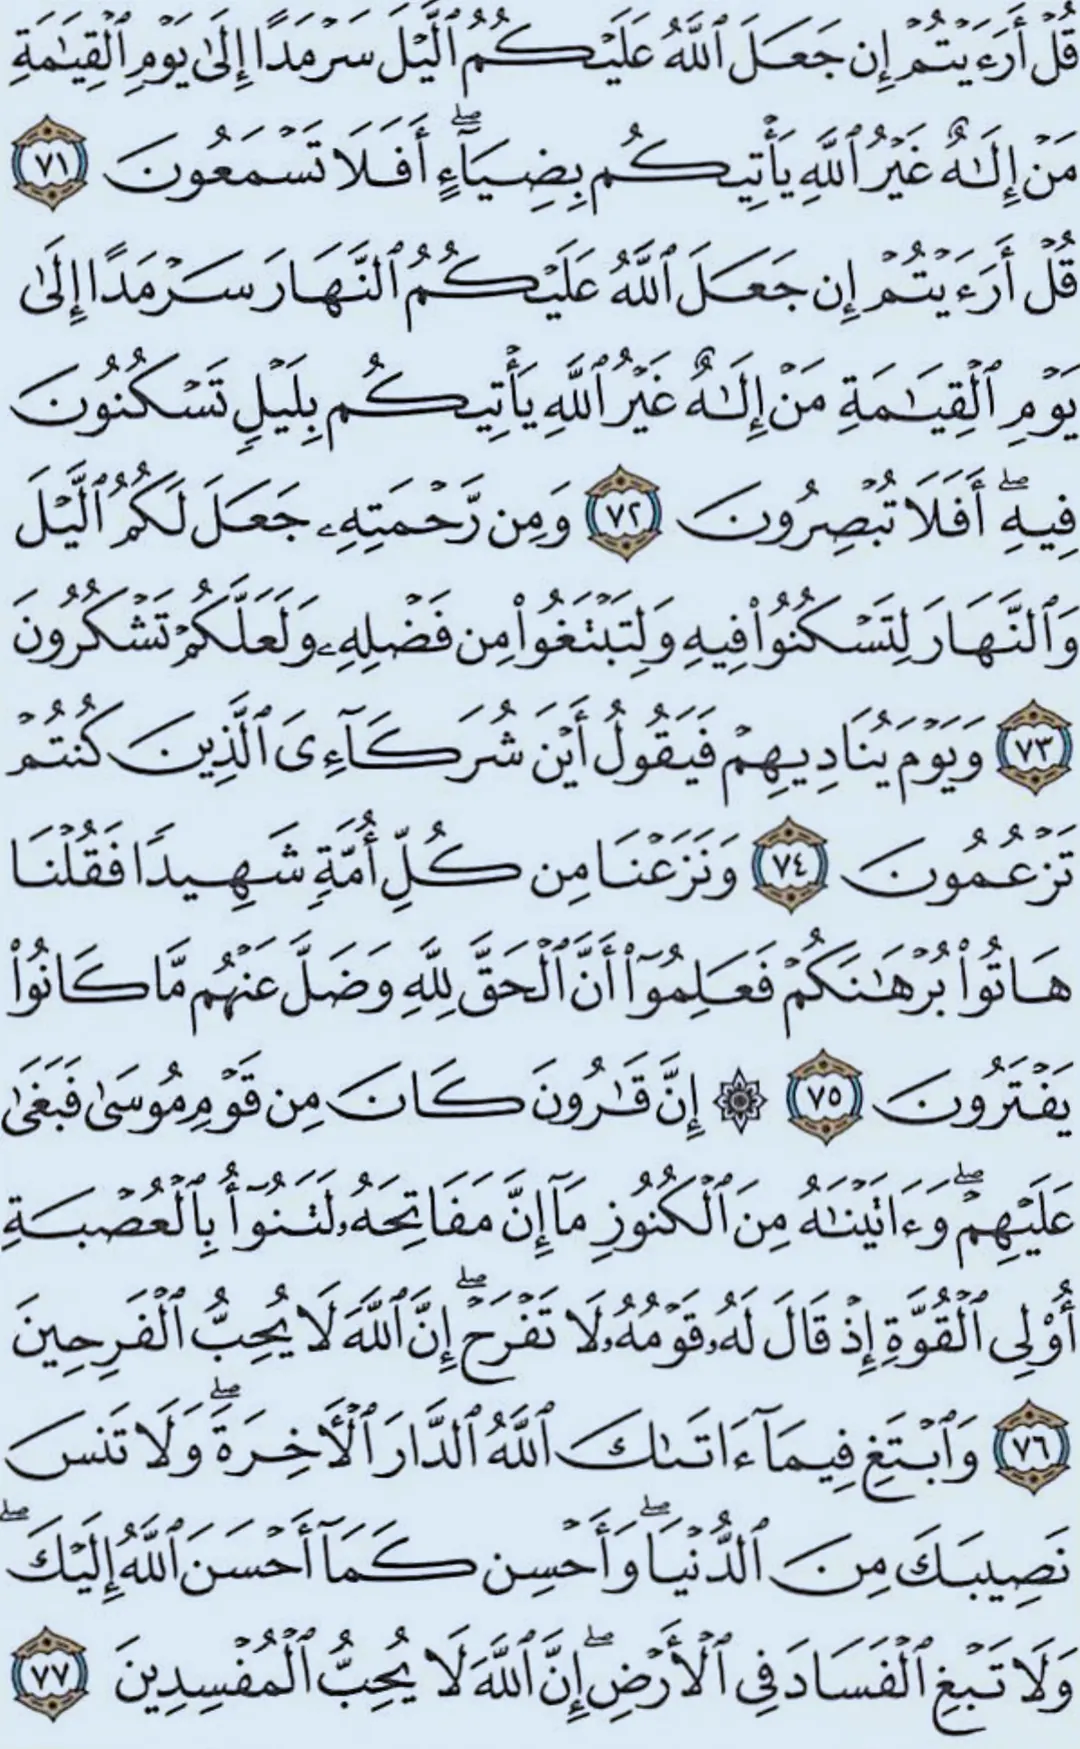 قُلْ أَرَءَيْتُمْ إِن جَعَلَ ٱللَّهُ عَلَيْكُمُ ٱلَّيْلَ سَرْمَدًا إِلَىٰ يَوْمِ ٱلْقِيَـٰمَةِ
مَنْ إِلَـٰهٌ غَيْرُ ٱللَّهِ يَأْتِيكُم بِضِيَآءٍ ۖ أَفَلَا تَسْمَعُونَ ٧١
قُلْ أَرَءَيْتُمْ إِن جَعَلَ ٱللَّهُ عَلَيْكُمُ ٱلنَّهَارَ سَرْمَدًا إِلَىٰ
يَوْمِ ٱلْقِيَـٰمَةِ مَنْ إِلَـٰهٌ غَيْرُ ٱللَّهِ يَأْتِيكُم بِلَيْلٍ تَسْكُنُونَ
فِيهِ ۖ أَفَلَا تُبْصِرُونَ ٧٢ وَمِن رَّحْمَتِهِۦ جَعَلَ لَكُمُ ٱلَّيْلَ
وَٱلنَّهَارَ لِتَسْكُنُوا۟ فِيهِ وَلِتَبْتَغُوا۟ مِن فَضْلِهِۦ وَلَعَلَّكُمْ تَشْكُرُونَ
٧٣ وَيَوْمَ يُنَادِيهِمْ فَيَقُولُ أَيْنَ شُرَكَآءِىَ ٱلَّذِينَ كُنتُمْ
تَزْعُمُونَ ٧٤ وَنَزَعْنَا مِن كُلِّ أُمَّةٍ شَهِيدًا فَقُلْنَا
هَاتُوا۟ بُرْهَـٰنَكُمْ فَعَلِمُوٓا۟ أَنَّ ٱلْحَقَّ لِلَّهِ وَضَلَّ عَنْهُم مَّا كَانُوا۟
يَفْتَرُونَ ٧٥ ۞ إِنَّ قَـٰرُونَ كَانَ مِن قَوْمِ مُوسَىٰ فَبَغَىٰ
عَلَيْهِمْ ۖ وَءَاتَيْنَـٰهُ مِنَ ٱلْكُنُوزِ مَآ إِنَّ مَفَاتِحَهُۥ لَتَنُوٓأُ بِٱلْعُصْبَةِ
أُو۟لِى ٱلْقُوَّةِ إِذْ قَالَ لَهُۥ قَوْمُهُۥ لَا تَفْرَحْ ۖ إِنَّ ٱللَّهَ لَا يُحِبُّ ٱلْفَرِحِينَ
٧٦ وَٱبْتَغِ فِيمَآ ءَاتَىٰكَ ٱللَّهُ ٱلدَّارَ ٱلْـَٔاخِرَةَ ۖ وَلَا تَنسَ
نَصِيبَكَ مِنَ ٱلدُّنْيَا ۖ وَأَحْسِن كَمَآ أَحْسَنَ ٱللَّهُ إِلَيْكَ ۖ
وَلَا تَبْغِ ٱلْفَسَادَ فِى ٱلْأَرْضِ ۖ إِنَّ ٱللَّهَ لَا يُحِبُّ ٱلْمُفْسِدِينَ ٧٧